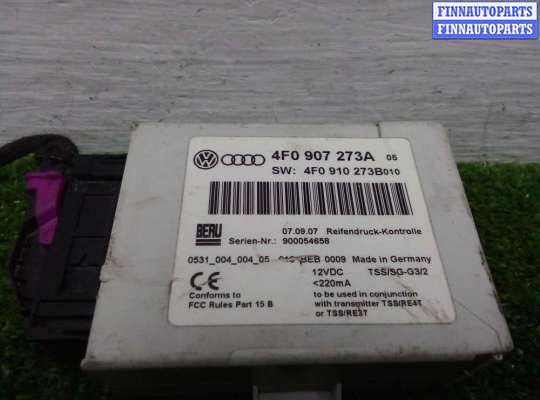 FINNAUTOPARTS
FINNAUTOPARTS
4F0 907 273A 05
SW: 4F0 910 273B010
BERU
07.09.07 Reifendruck-Kontrolle
Serien-Nr.: 900054658
0531_004_004_05 0009 Made in Germany
CE
12VDC TSS/SG-G3/2
<220mA
Conforms to
FCC Rules Part 15 B
to be used in conjunction
with transmitter TSS/RE4T
or TSS/RE3T